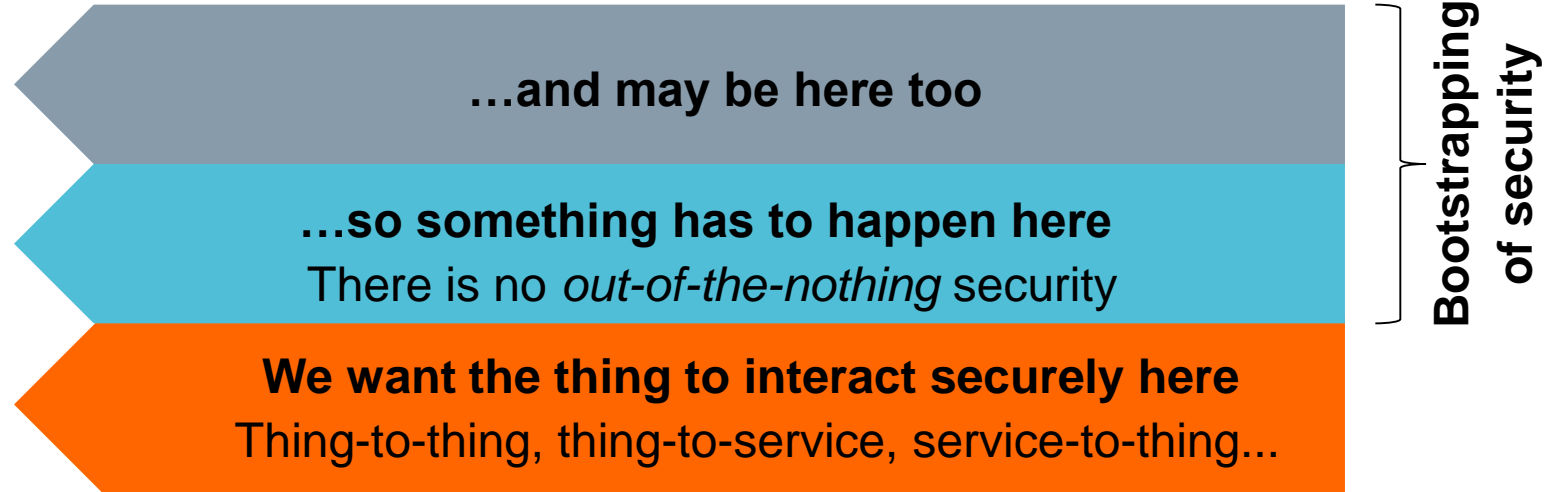 …and may be here too
…so something has to happen here
There is no out-of-the-nothing security
We want the thing to interact securely here
Thing-to-thing, thing-to-service, service-to-thing...
Bootstrapping
of security